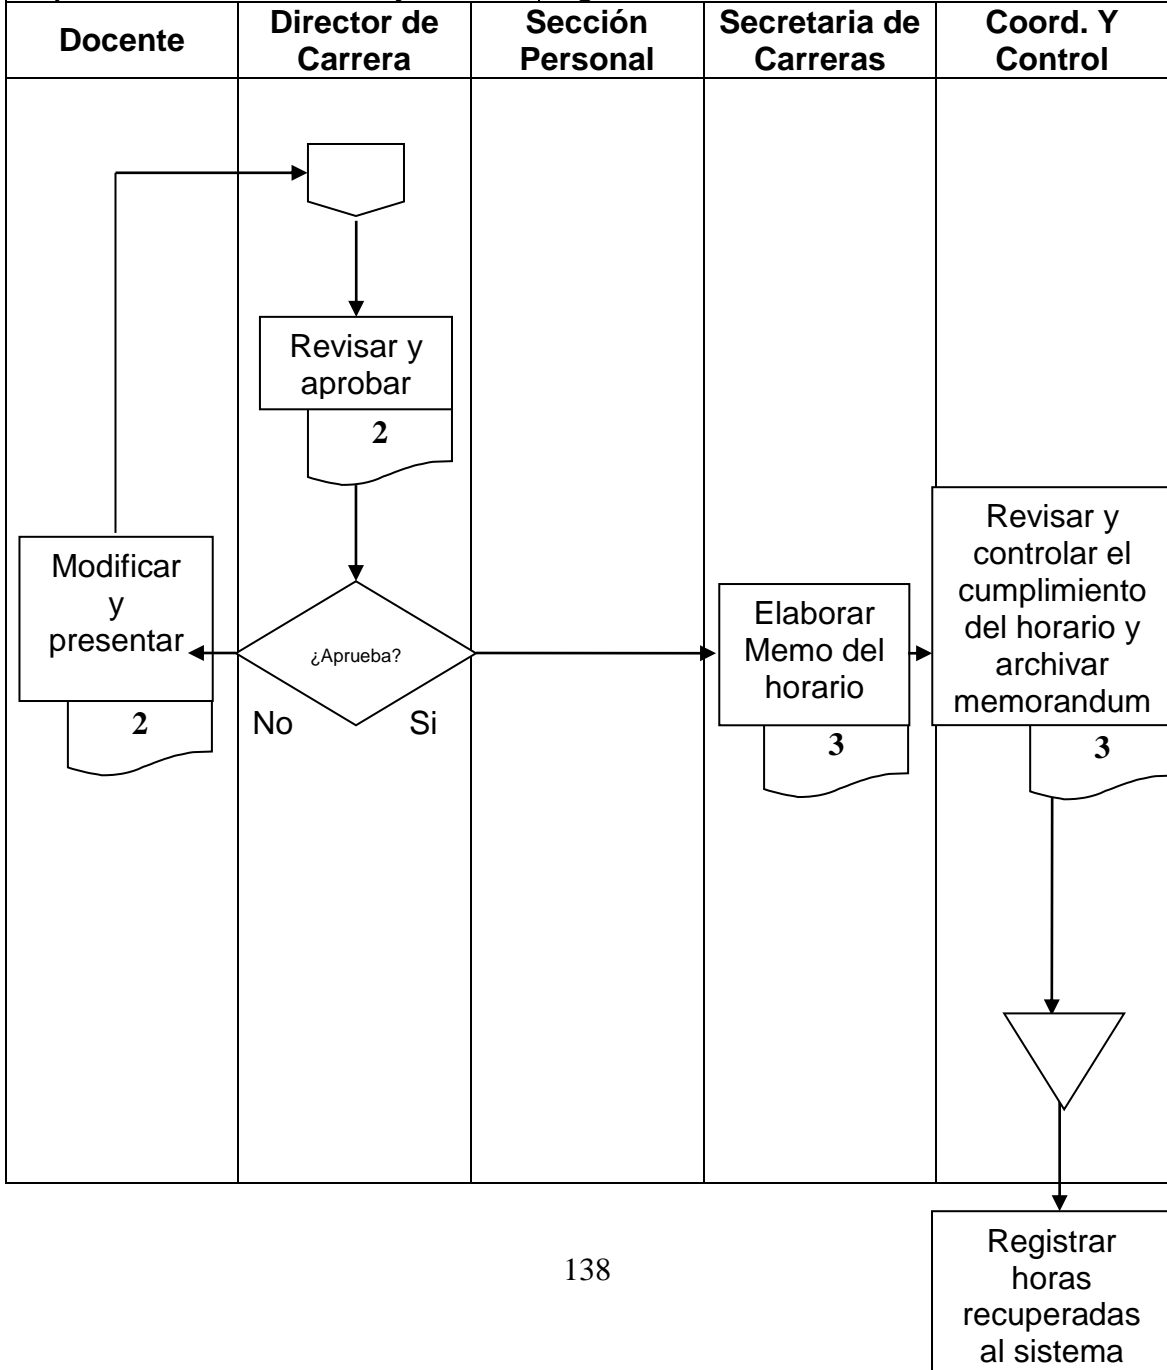 Docente
Director de
Carrera
Sección
Personal
Secretaria de
Carreras
Coord. Y
Control
Revisar y
aprobar
2
Modificar
y
presentar
2
¿Aprueba?
No
Si
Elaborar
Memo del
horario
3
Revisar y
controlar el
cumplimiento
del horario y
archivar
memorandum
3
138
Registrar
horas
recuperadas
al sistema